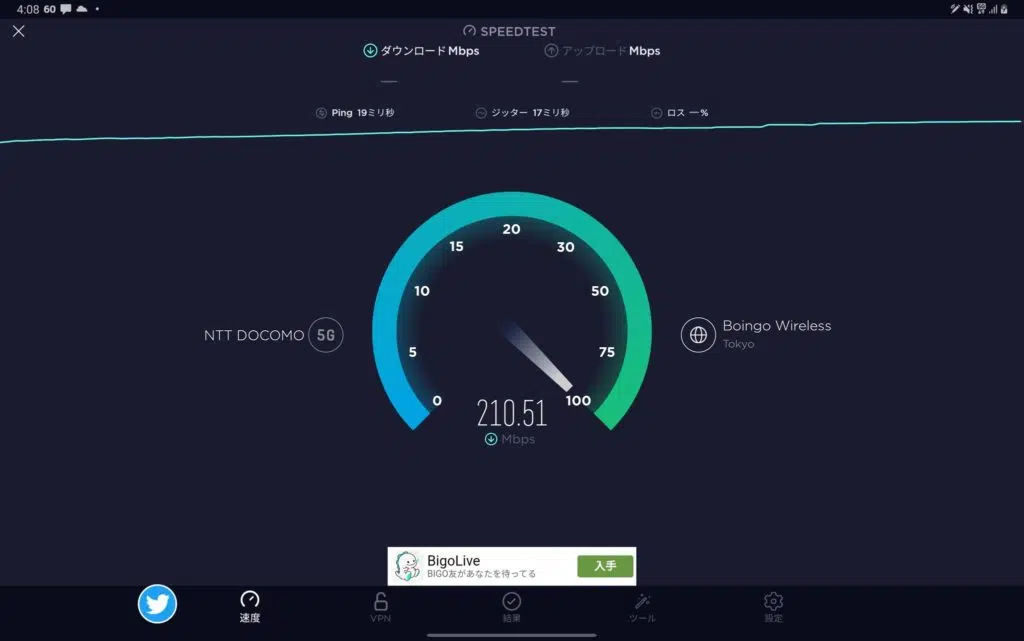 4:08 60
SPEEDTEST
ダウンロード Mbps
アップロード Mbps
—
—
Ping 19ミリ秒
ジッター 17ミリ秒
ロス —%
20
15
30
10
50
5
75
0
100
NTT DOCOMO 5G
Boingo Wireless
Tokyo
210.51
Mbps
BigoLive
BIGO友があなたを待ってる
入手
速度
VPN
結果
ツール
設定